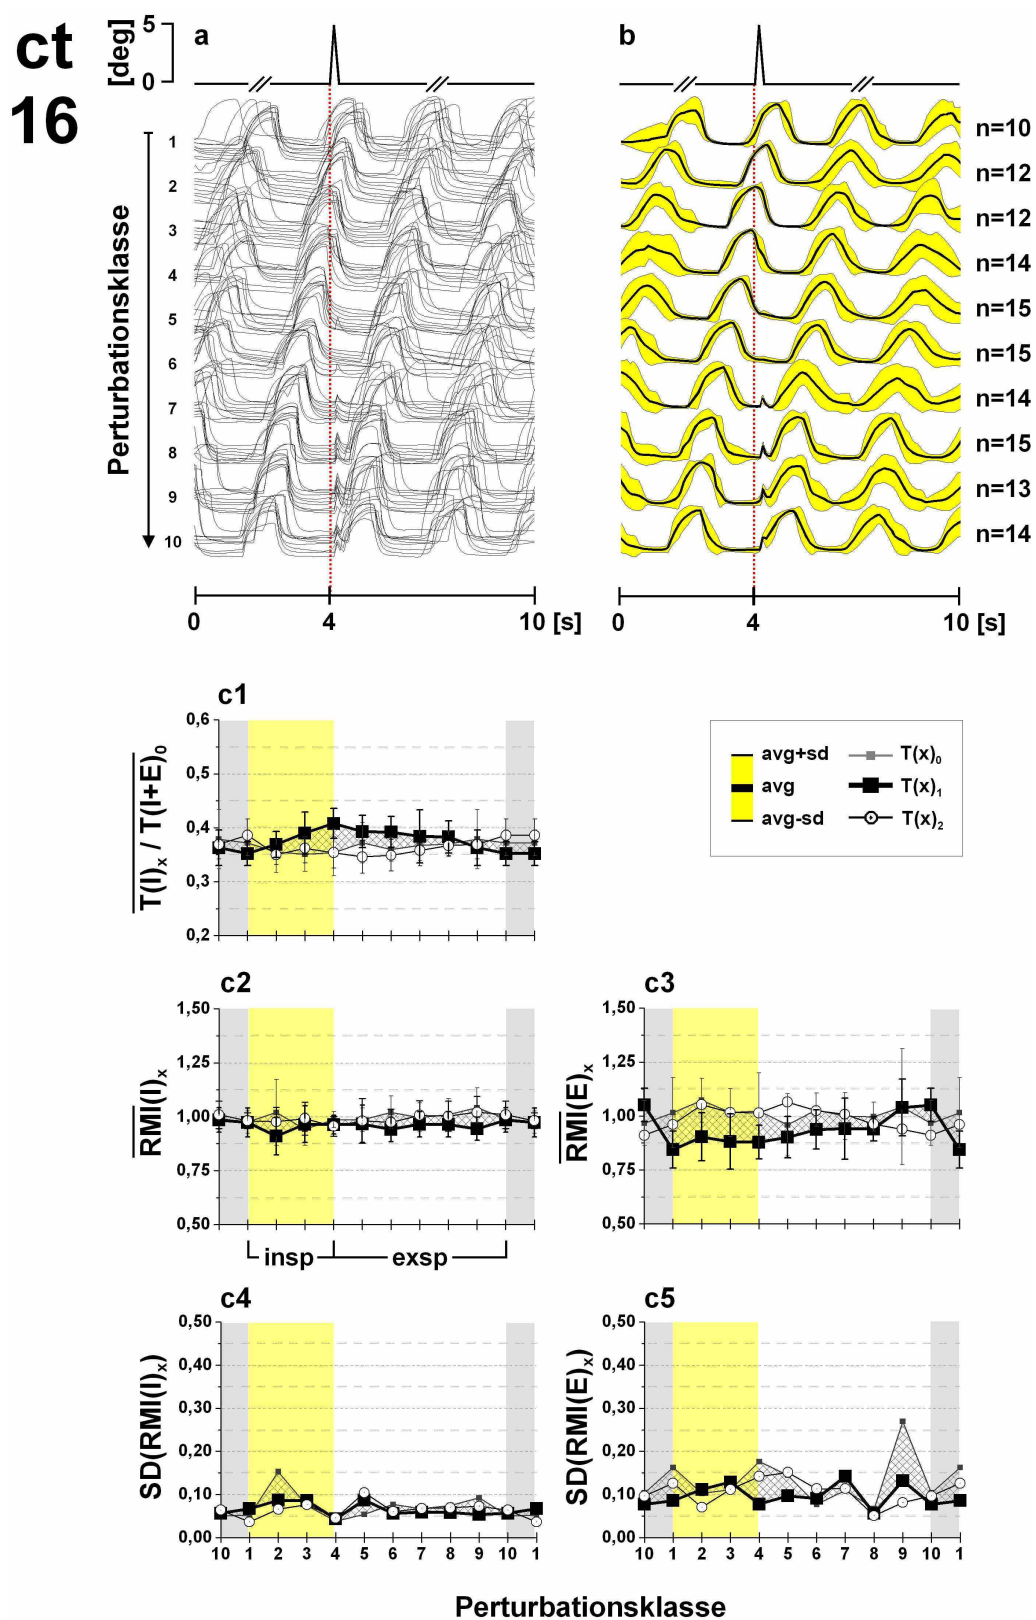 ct
16
[deg]
5
0
a
b
Perturbationsklasse
1
2
3
4
5
6
7
8
9
10
n=10
n=12
n=12
n=14
n=15
n=15
n=14
n=15
n=13
n=14
0 4 10 [s]
0 4 10 [s]
c1
T(I)x / T(I+E)0
0,6
0,5
0,4
0,3
0,2
avg+sd
avg
avg-sd
T(x)0
T(x)1
T(x)2
c2
RMI(I)x
1,50
1,25
1,00
0,75
0,50
insp
exsp
c3
RMI(E)x
1,50
1,25
1,00
0,75
0,50
c4
SD(RMI(I)x)
0,50
0,40
0,30
0,20
0,10
0,00
10 1 2 3 4 5 6 7 8 9 10 1
c5
SD(RMI(E)x)
0,50
0,40
0,30
0,20
0,10
0,00
10 1 2 3 4 5 6 7 8 9 10 1
Perturbationsklasse